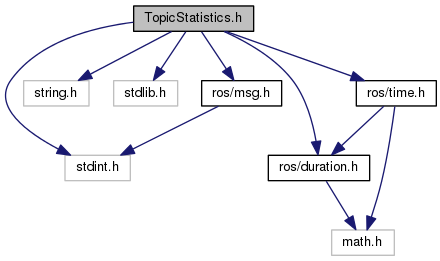 TopicStatistics.h
string.h
stdlib.h
ros/msg.h
ros/time.h
stdint.h
ros/duration.h
math.h